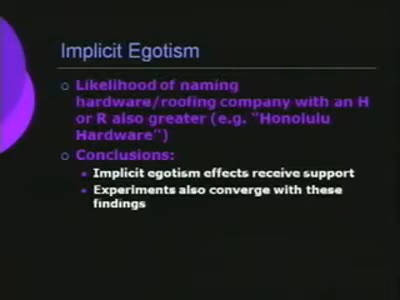 Implicit Egotism
Likelihood of naming
hardware/roofing company with an H
or R also greater (e.g. "Honolulu
Hardware")
Conclusions:
Implicit egotism effects receive support
Experiments also converge with these
findings